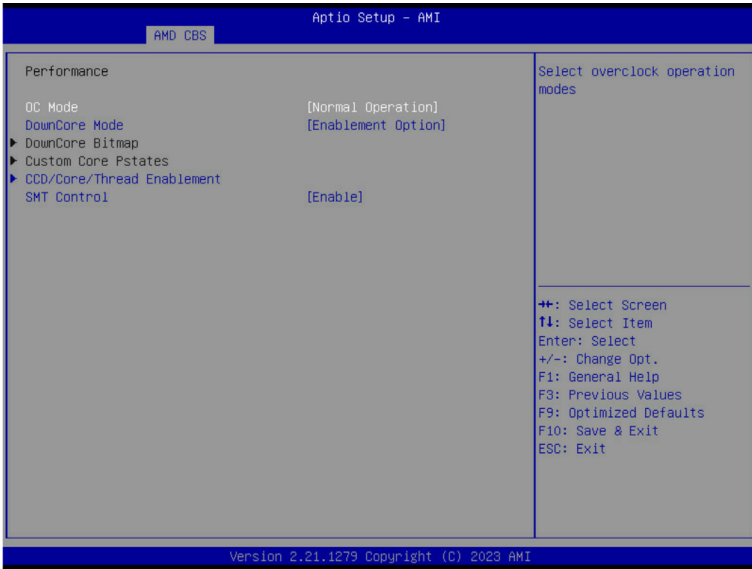 Aptio Setup – AMI
AMD CBS
Performance
OC Mode [Normal Operation]
DownCore Mode [Enablement Option]
DownCore Bitmap
Custom Core Pstates
CCD/Core/Thread Enablement
SMT Control [Enable]
Select overclock operation
modes
→←: Select Screen
↑↓: Select Item
Enter: Select
+/-: Change Opt.
F1: General Help
F3: Previous Values
F9: Optimized Defaults
F10: Save & Exit
ESC: Exit
Version 2.21.1279 Copyright (C) 2023 AMI